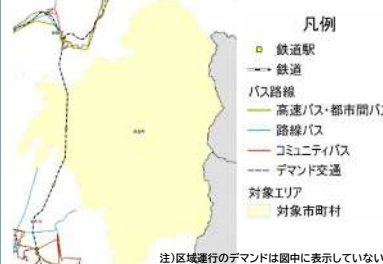 凡例
鉄道駅
鉄道
バス路線
高速バス・都市間バス
路線バス
コミュニティバス
デマンド交通
対象エリア
対象市町村
注)区域運行のデマンドは図中に表示していない